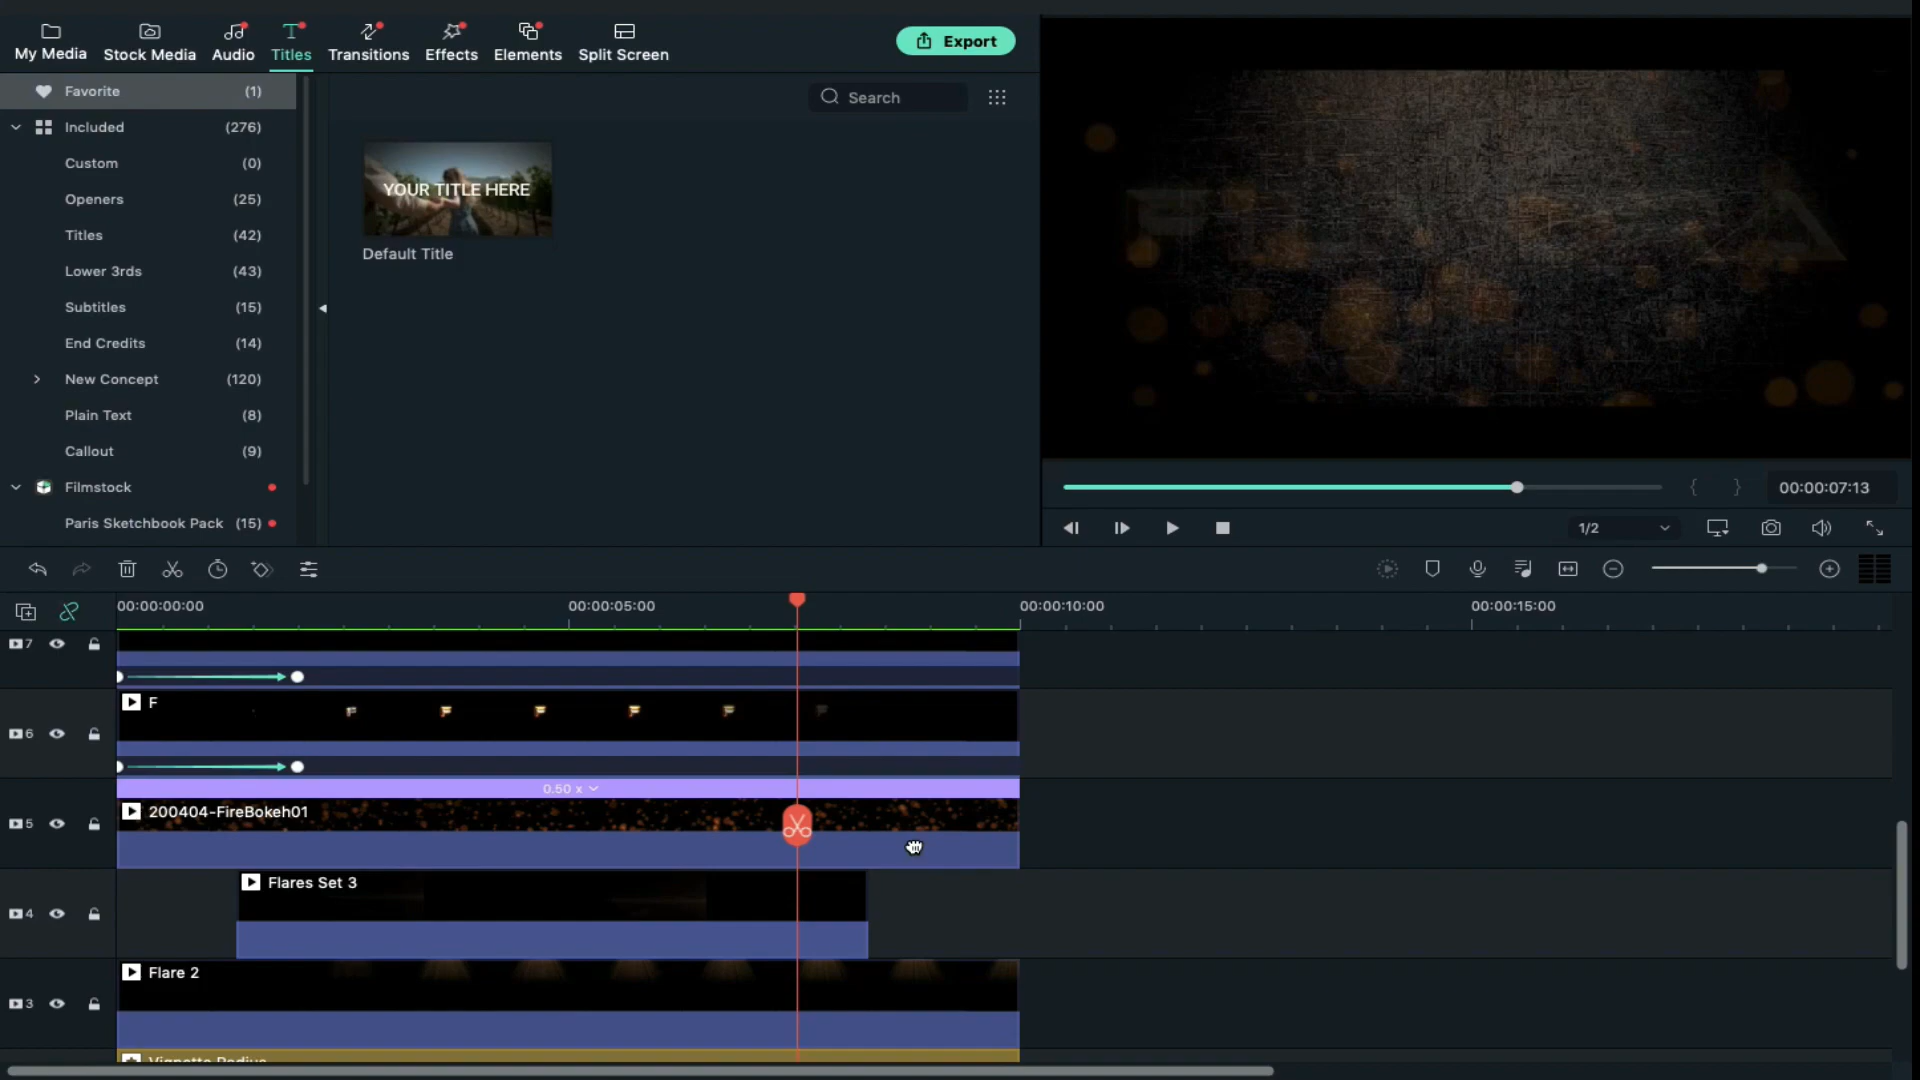 My Media
Stock Media
Audio
Titles
Transitions
Effects
Elements
Split Screen
Export
Favorite (1)
Included (276)
Custom (0)
Openers (25)
Titles (42)
Lower 3rds (43)
Subtitles (15)
End Credits (14)
New Concept (120)
Plain Text (8)
Callout (9)
Filmstock
Paris Sketchbook Pack (15)
Search
YOUR TITLE HERE
Default Title
00:00:07:13
1/2
00:00:00:00
00:00:05:00
00:00:10:00
00:00:15:00
7
6
F
0.50 x
5
200404-FireBokeh01
4
Flares Set 3
3
Flare 2
Vignette Radius